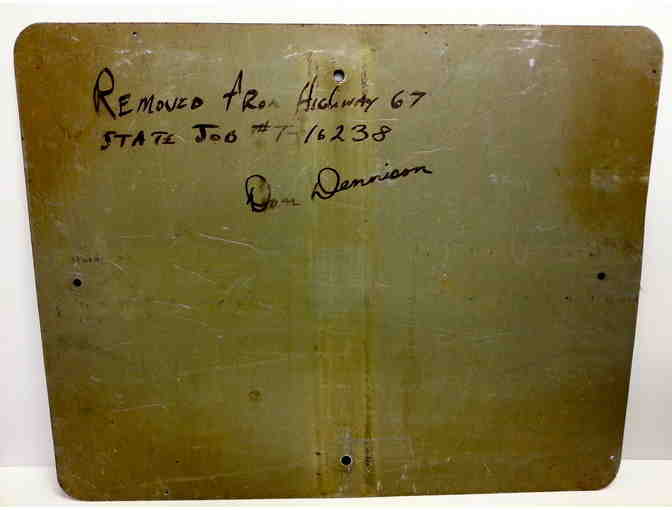 REMOVED FROM HIGHWAY 67
STATE JOB #7-16238
Don Dennison